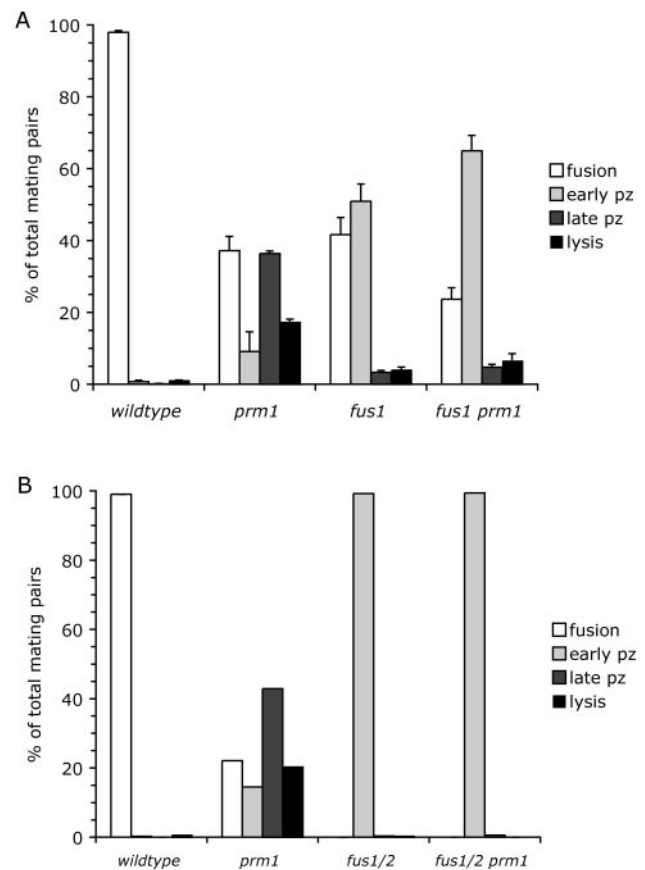 A
100
80
60
40
20
0
% of total mating pairs
wildtype prm1 fus1 fus1 prm1
fusion
early pz
late pz
lysis
B
100
80
60
40
20
0
% of total mating pairs
wildtype prm1 fus1/2 fus1/2 prm1
fusion
early pz
late pz
lysis